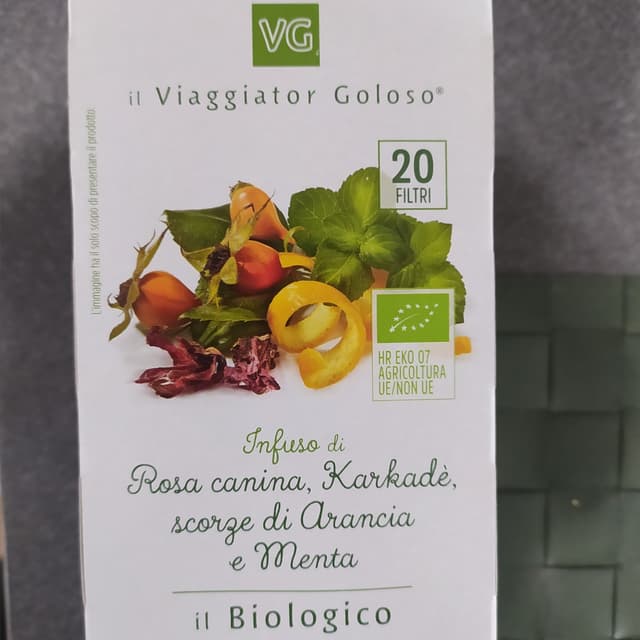 VG
il Viaggiator Goloso®
L'immagine ha il solo scopo di presentare il prodotto.
20
FILTRI
HR EKO 07
AGRICOLTURA
UE/NON UE
Infuso di
Rosa canina, Karkadè,
scorze di Arancia
e Menta
il Biologico